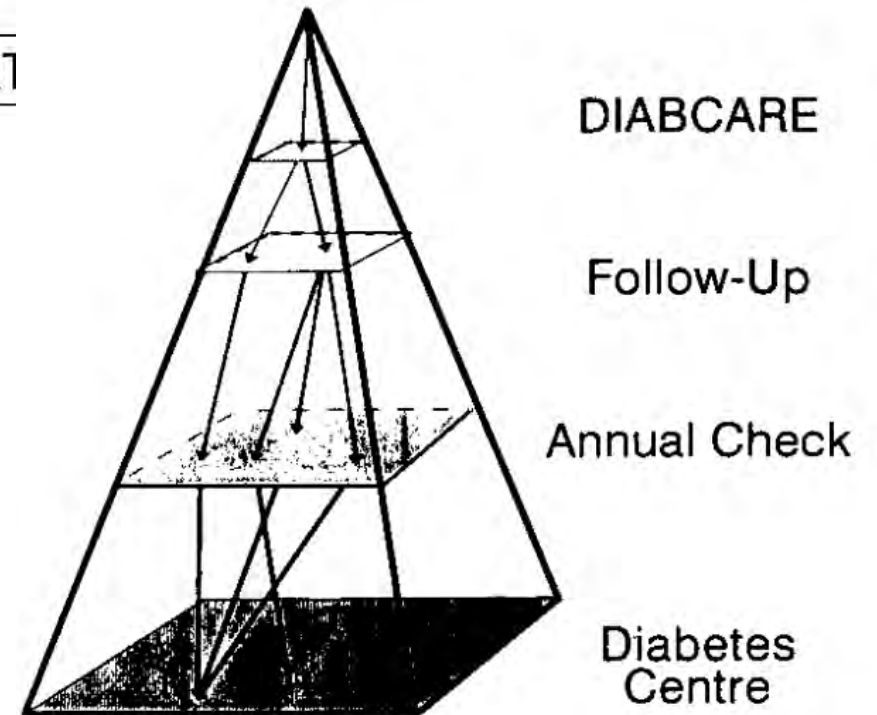 DIABCARE
Follow-Up
Annual Check
Diabetes
Centre